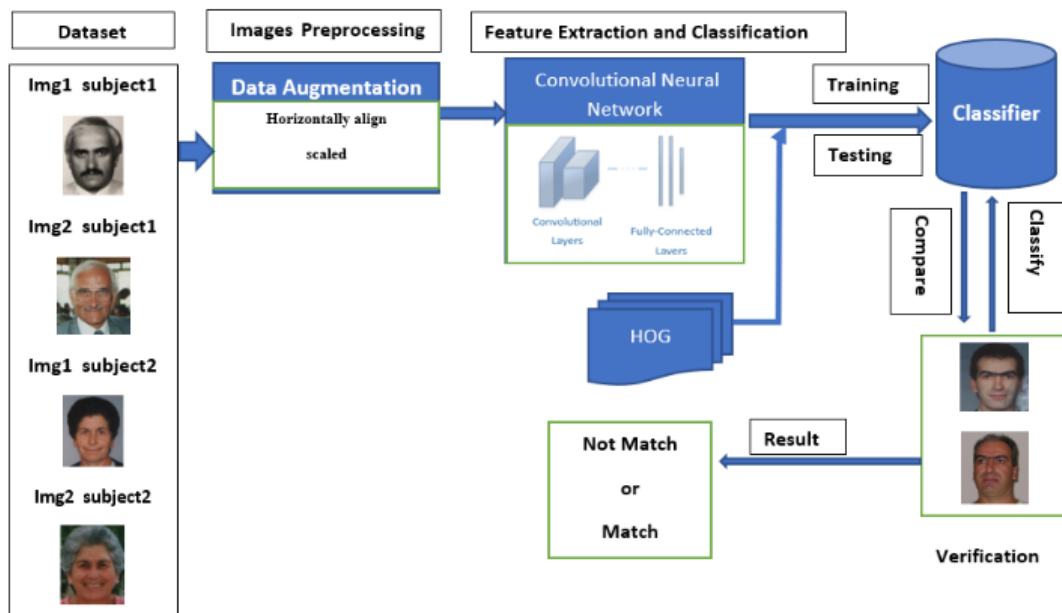 Dataset
Images Preprocessing
Feature Extraction and Classification
Img1 subject1
Img2 subject1
Img1 subject2
Img2 subject2
Data Augmentation
Horizontally align
scaled
Convolutional Neural
Network
Convolutional
Layers
Fully-Connected
Lavers
HOG
Training
Testing
Classifier
Compare
Classify
Verification
Result
Not Match
or
Match